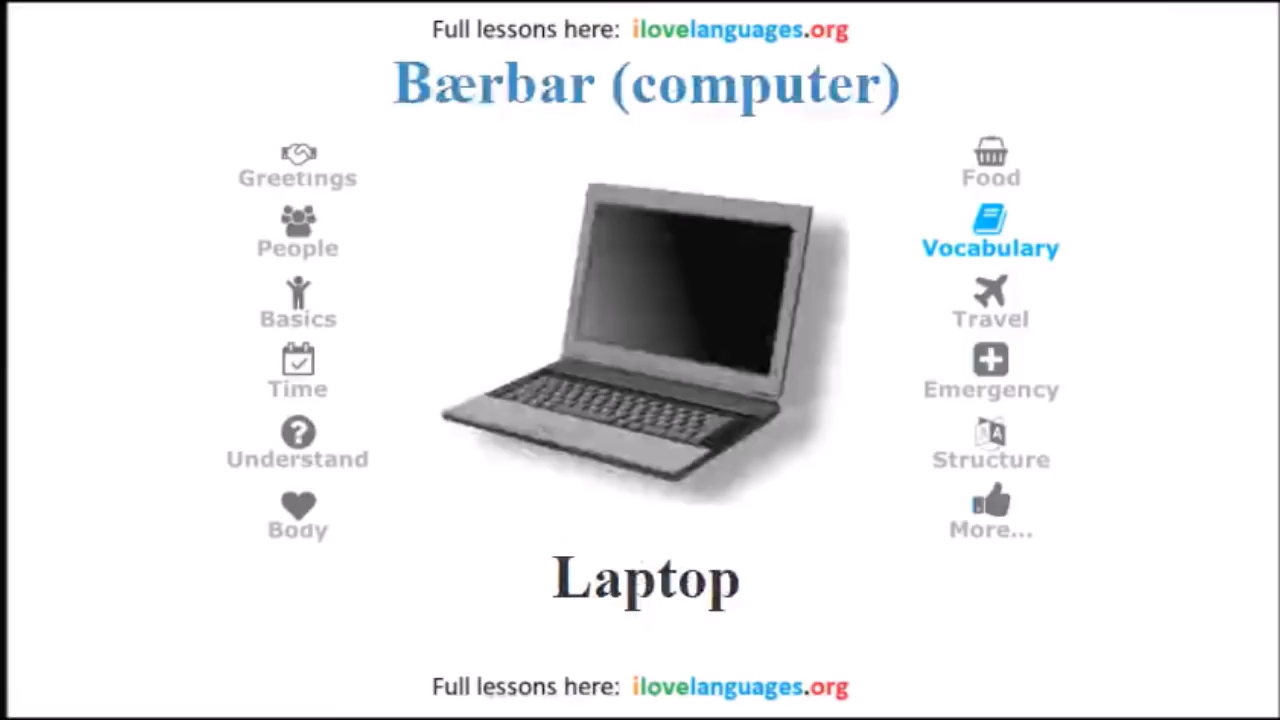 Full lessons here: ilovelanguages.org
Bærbar (computer)
Greetings
People
Basics
Time
Understand
Body
Food
Vocabulary
Travel
Emergency
Structure
More...
Laptop
Full lessons here: ilovelanguages.org